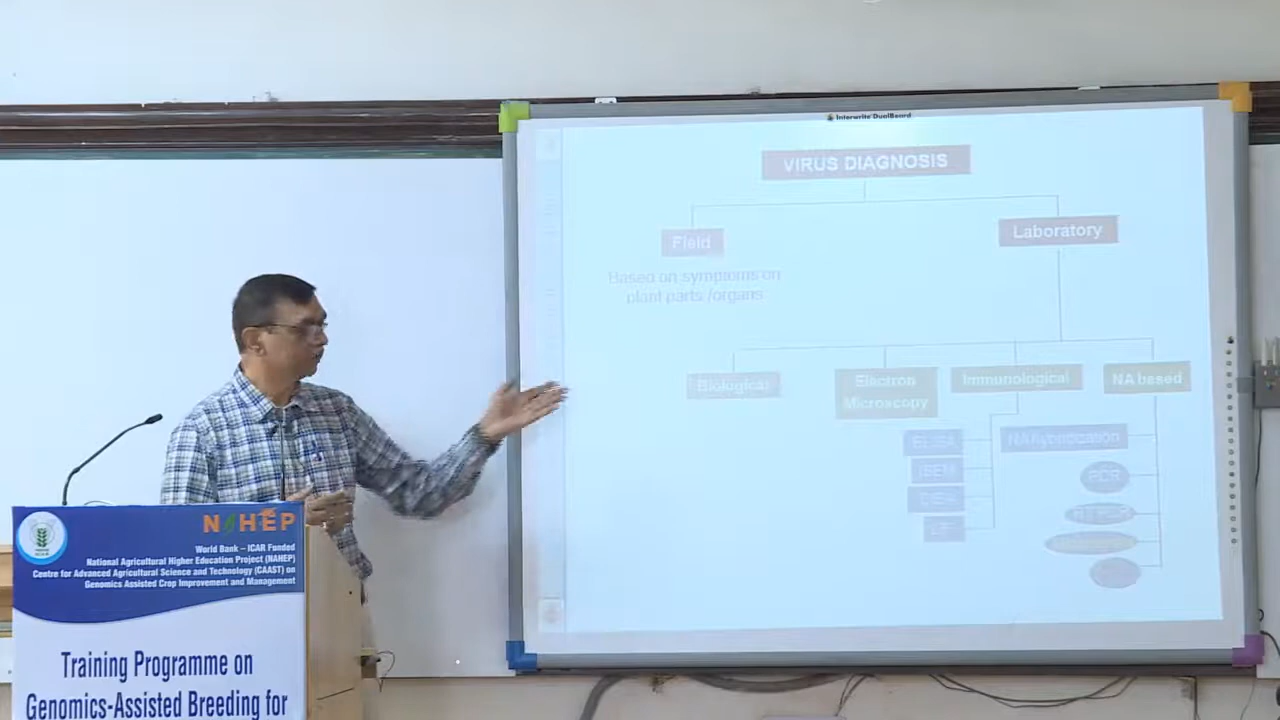 Interwrite DualBoard
VIRUS DIAGNOSIS
Field
Laboratory
Based on symptoms on
plant parts /organs
Biological
Electron
Microscopy
Immunological
NA based
ELISA
ISEM
NA hybridization
PCR
NAHEP
World Bank – ICAR Funded
National Agricultural Higher Education Project (NAHEP)
Centre for Advanced Agricultural Science and Technology (CAAST) on
Genomics Assisted Crop Improvement and Management
Training Programme on
Genomics-Assisted Breeding for